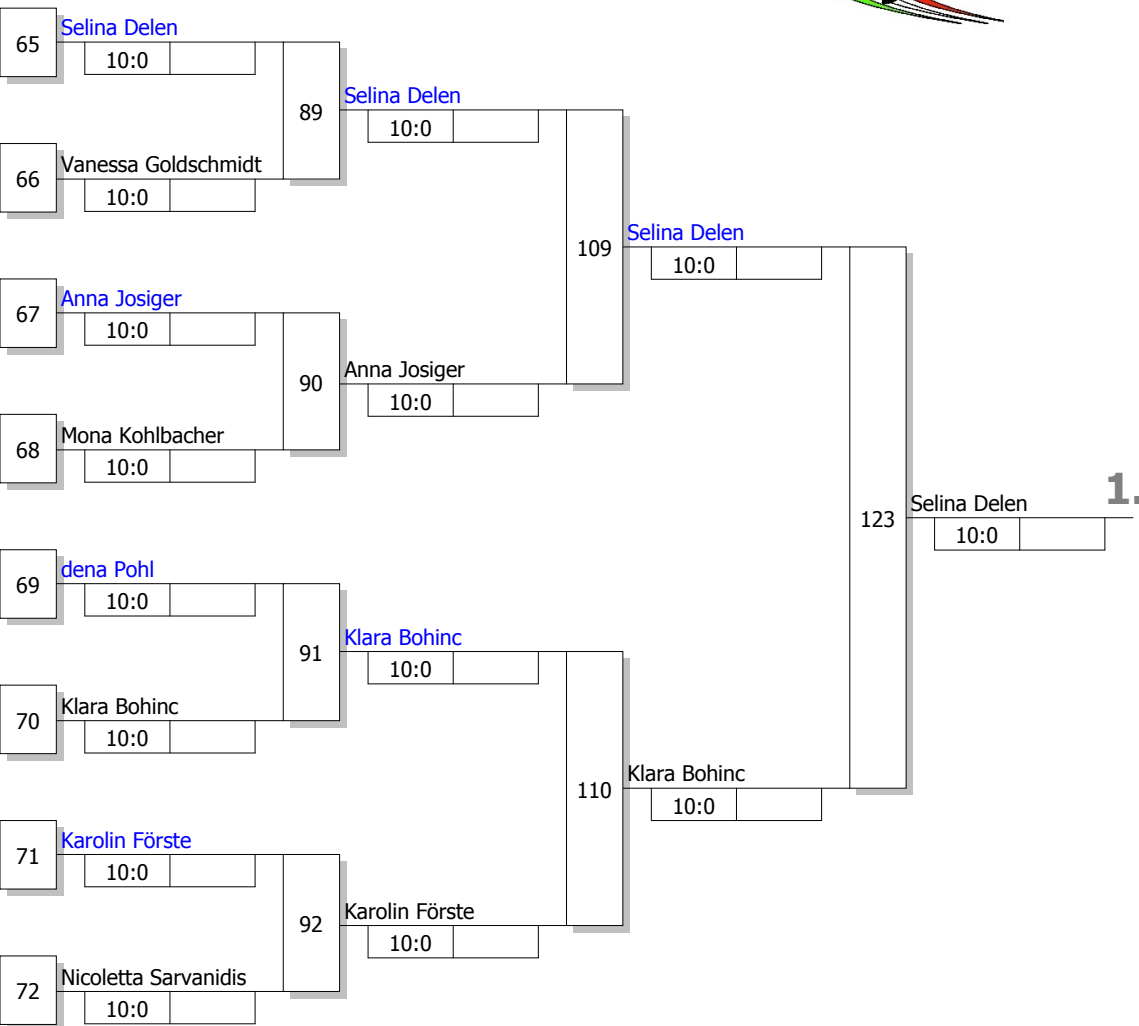 65
Selina Delen
10:0
89
Selina Delen
10:0
66
Vanessa Goldschmidt
10:0
109
Selina Delen
10:0
67
Anna Josiger
10:0
90
Anna Josiger
10:0
68
Mona Kohlbacher
10:0
123
Selina Delen
1.
10:0
69
dena Pohl
10:0
91
Klara Bohinc
10:0
70
Klara Bohinc
10:0
110
Klara Bohinc
10:0
71
Karolin Förste
10:0
92
Karolin Förste
10:0
72
Nicoletta Sarvanidis
10:0